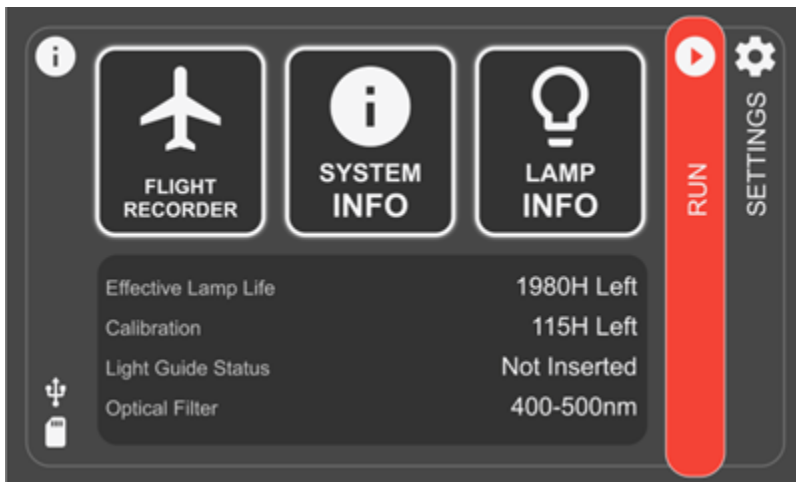 FLIGHT
RECORDER
SYSTEM
INFO
LAMP
INFO
Effective Lamp Life 1980H Left
Calibration 115H Left
Light Guide Status Not Inserted
Optical Filter 400-500nm
RUN
SETTINGS